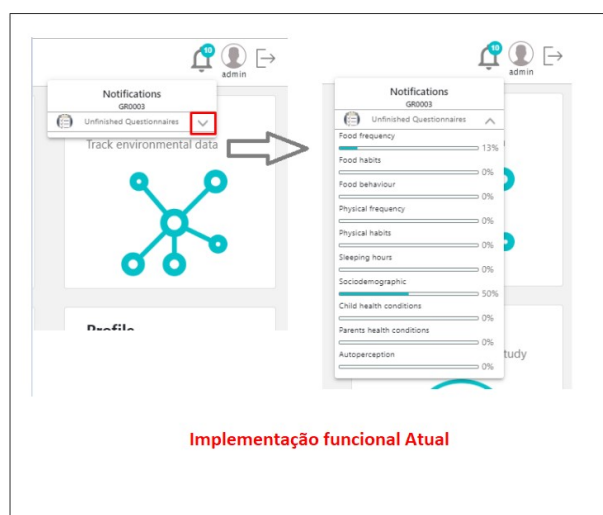 10
admin
Notifications
GR0003
Unfinished Questionnaires
Track environmental data
Profile
10
admin
Notifications
GR0003
Unfinished Questionnaires
Food frequency
13%
Food habits
0%
Food behaviour
0%
Physical frequency
0%
Physical habits
0%
Sleeping hours
0%
Sociodemographic
50%
Child health conditions
0%
Parents health conditions
0%
Autoperception
0%
tudy
Implementação funcional Atual